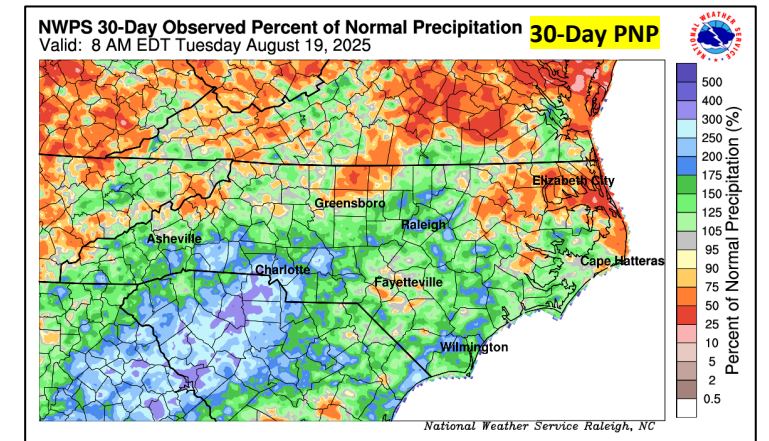 NWPS 30-Day Observed Percent of Normal Precipitation
30-Day PNP
Valid: 8 AM EDT Tuesday August 19, 2025
NATIONAL WEATHER SERVICE
Elizabeth City
Greensboro
Raleigh
Asheville
Cape Hatteras
Charlotte
Fayetteville
Wilmington
500
400
300
250
200
175
150
125
105
95
90
75
50
25
10
5
2
0.5
Percent of Normal Precipitation (%)
National Weather Service Raleigh, NC